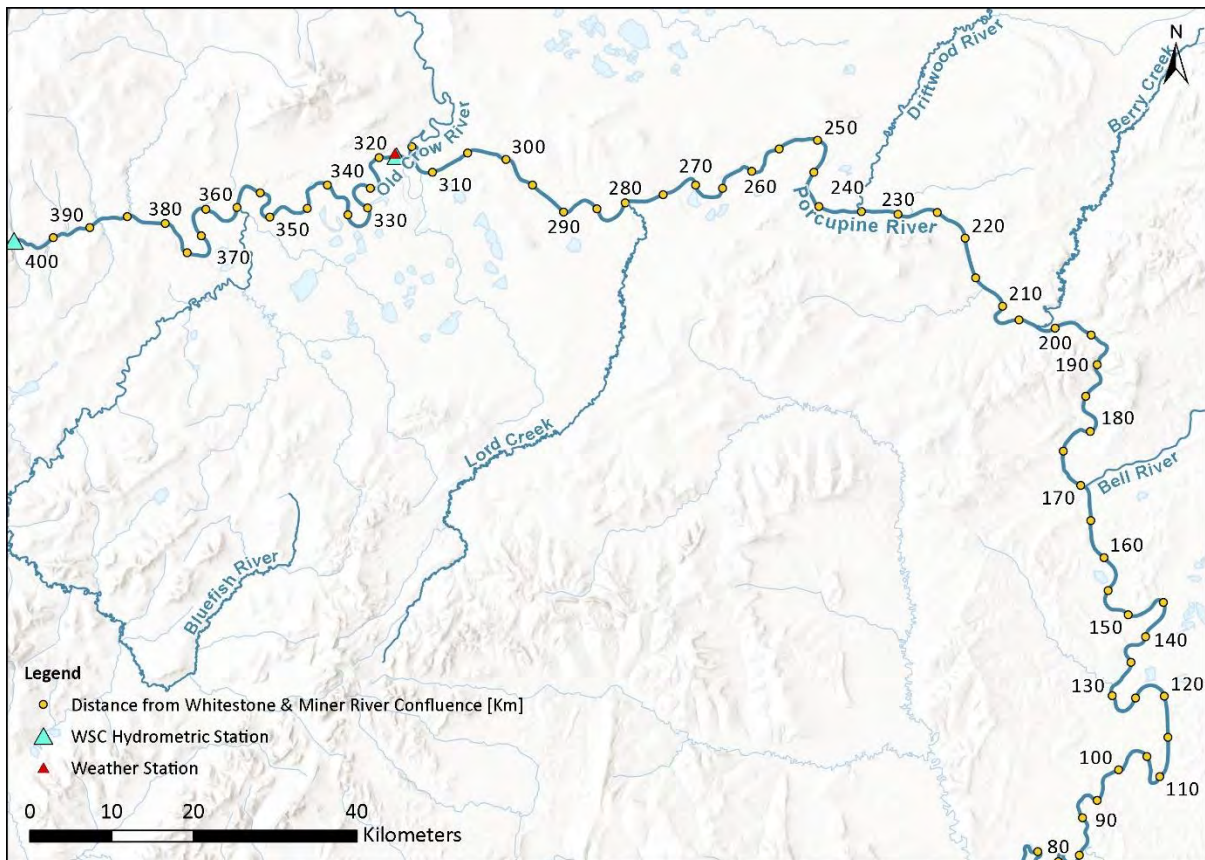 N
Driftwood River
Berry Creek
250
320
Old Crow River
300
310
270
260
340
360
240
230
Porcupine River
280
330
390
380
350
290
220
370
400
210
200
190
180
Lord Creek
Bell River
170
160
Bluefish River
150
140
130
120
100
110
90
80
Legend
Distance from Whitestone & Miner River Confluence [Km]
WSC Hydrometric Station
Weather Station
0 10 20 40
Kilometers